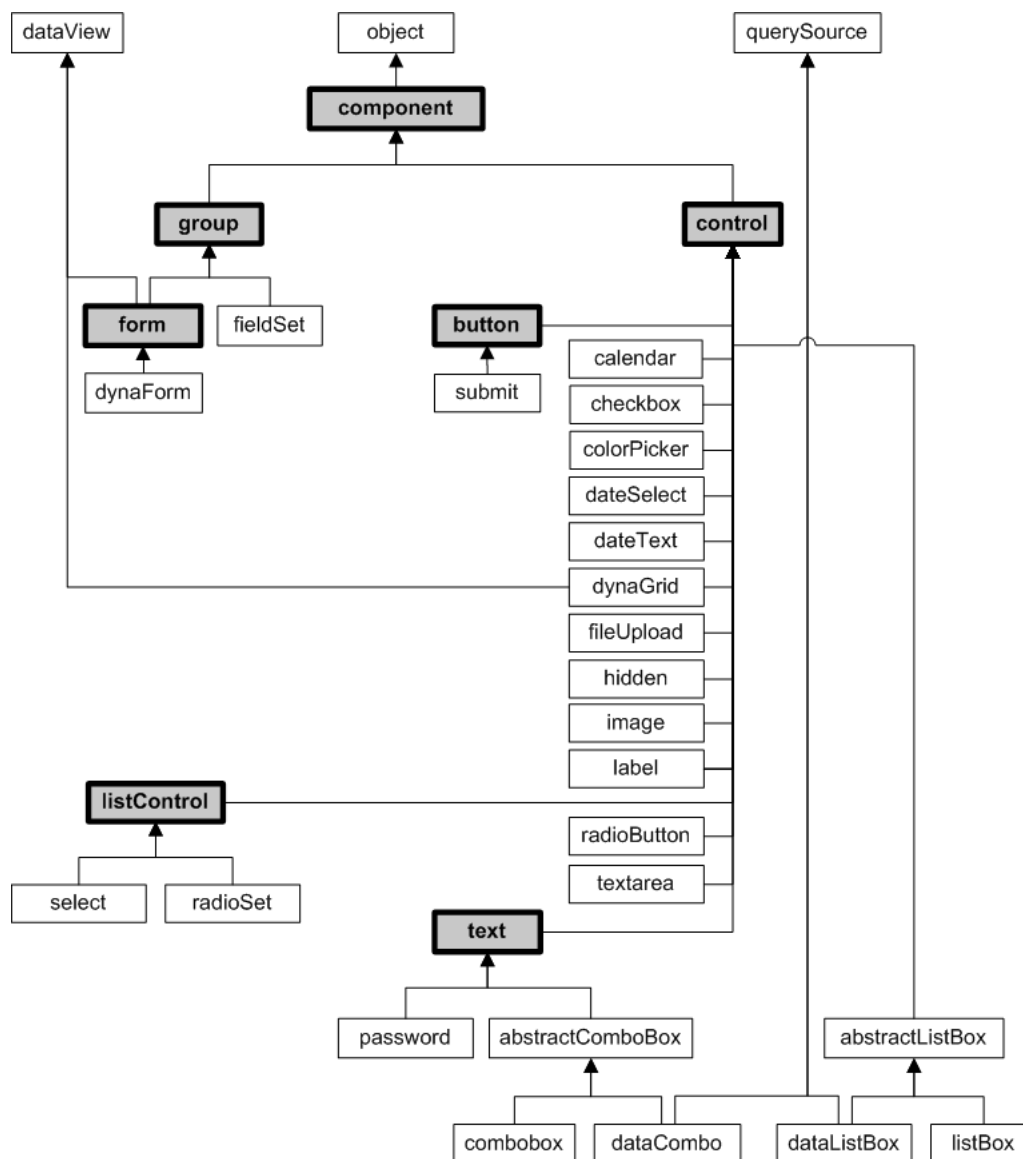 dataView
object
querySource
component
group
control
form
fieldSet
button
calendar
dynaForm
submit
checkbox
colorPicker
dateSelect
dateText
dynaGrid
fileUpload
hidden
image
label
listControl
radioButton
select
radioSet
textarea
text
password
abstractComboBox
abstractListBox
combobox
dataCombo
dataListBox
listBox